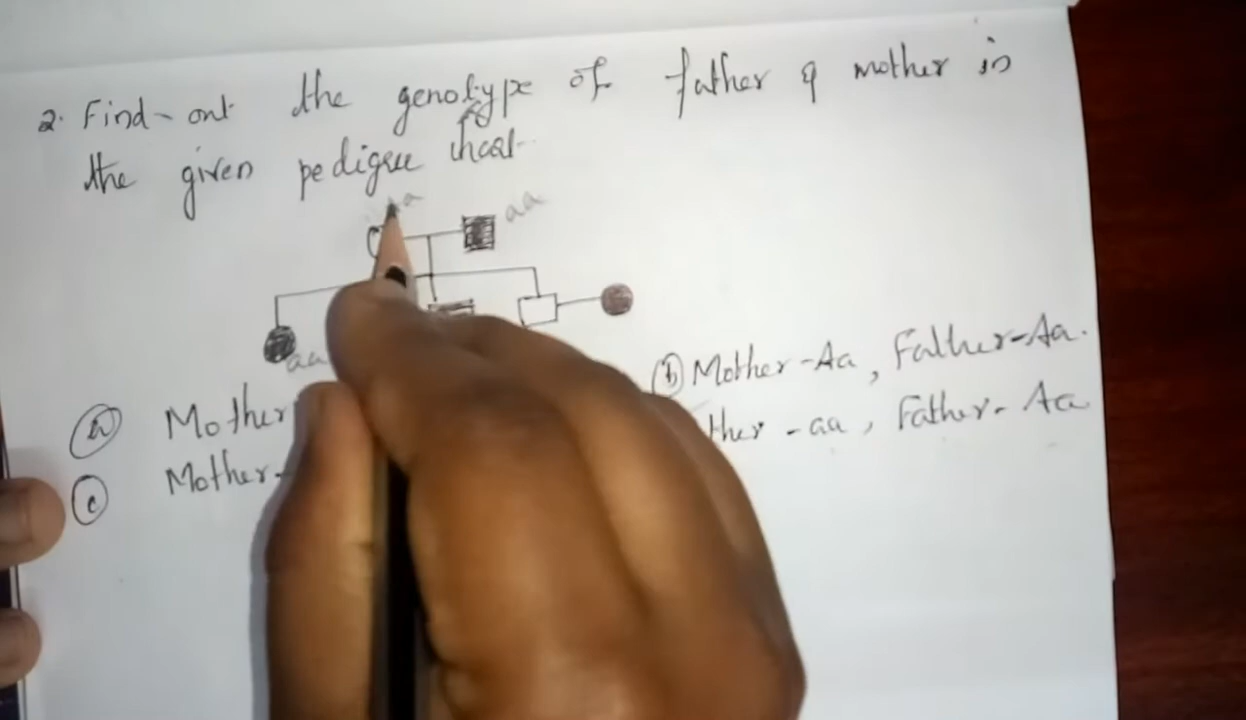 2. Find-out the genotype of father & mother in
the given pedigree chart.
aa
aa
(a) Mother
(b) Mother-Aa, Father-Aa.
ther -aa, Father- Aa
(c) Mother-